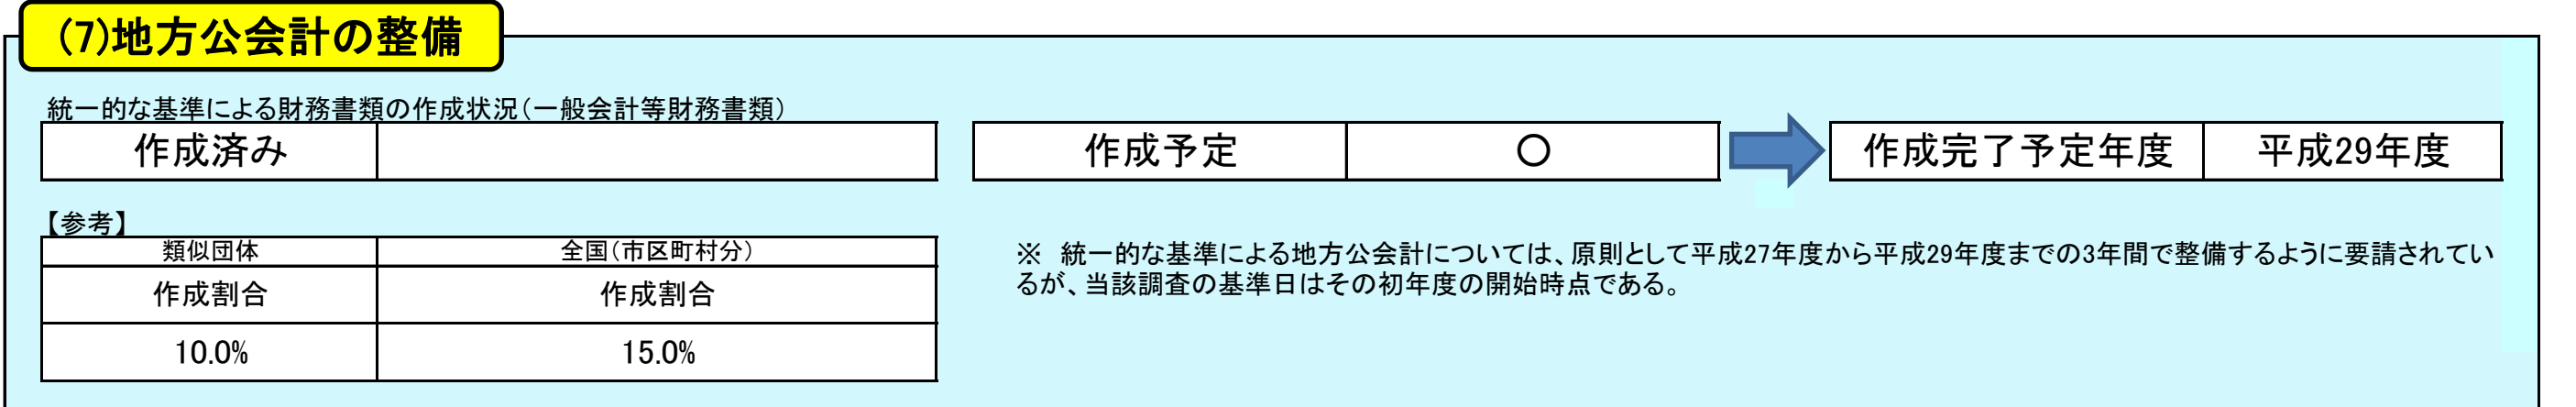 (7)地方公会計の整備
統一的な基準による財務書類の作成状況（一般会計等財務書類）
作成済み 作成予定 〇 作成完了予定年度 平成29年度
【参考】
類似団体 全国（市区町村分）
作成割合 作成割合
10.0% 15.0%
※　統一的な基準による地方公会計については、原則として平成27年度から平成29年度までの3年間で整備するように要請されてい
るが、当該調査の基準日はその初年度の開始時点である。